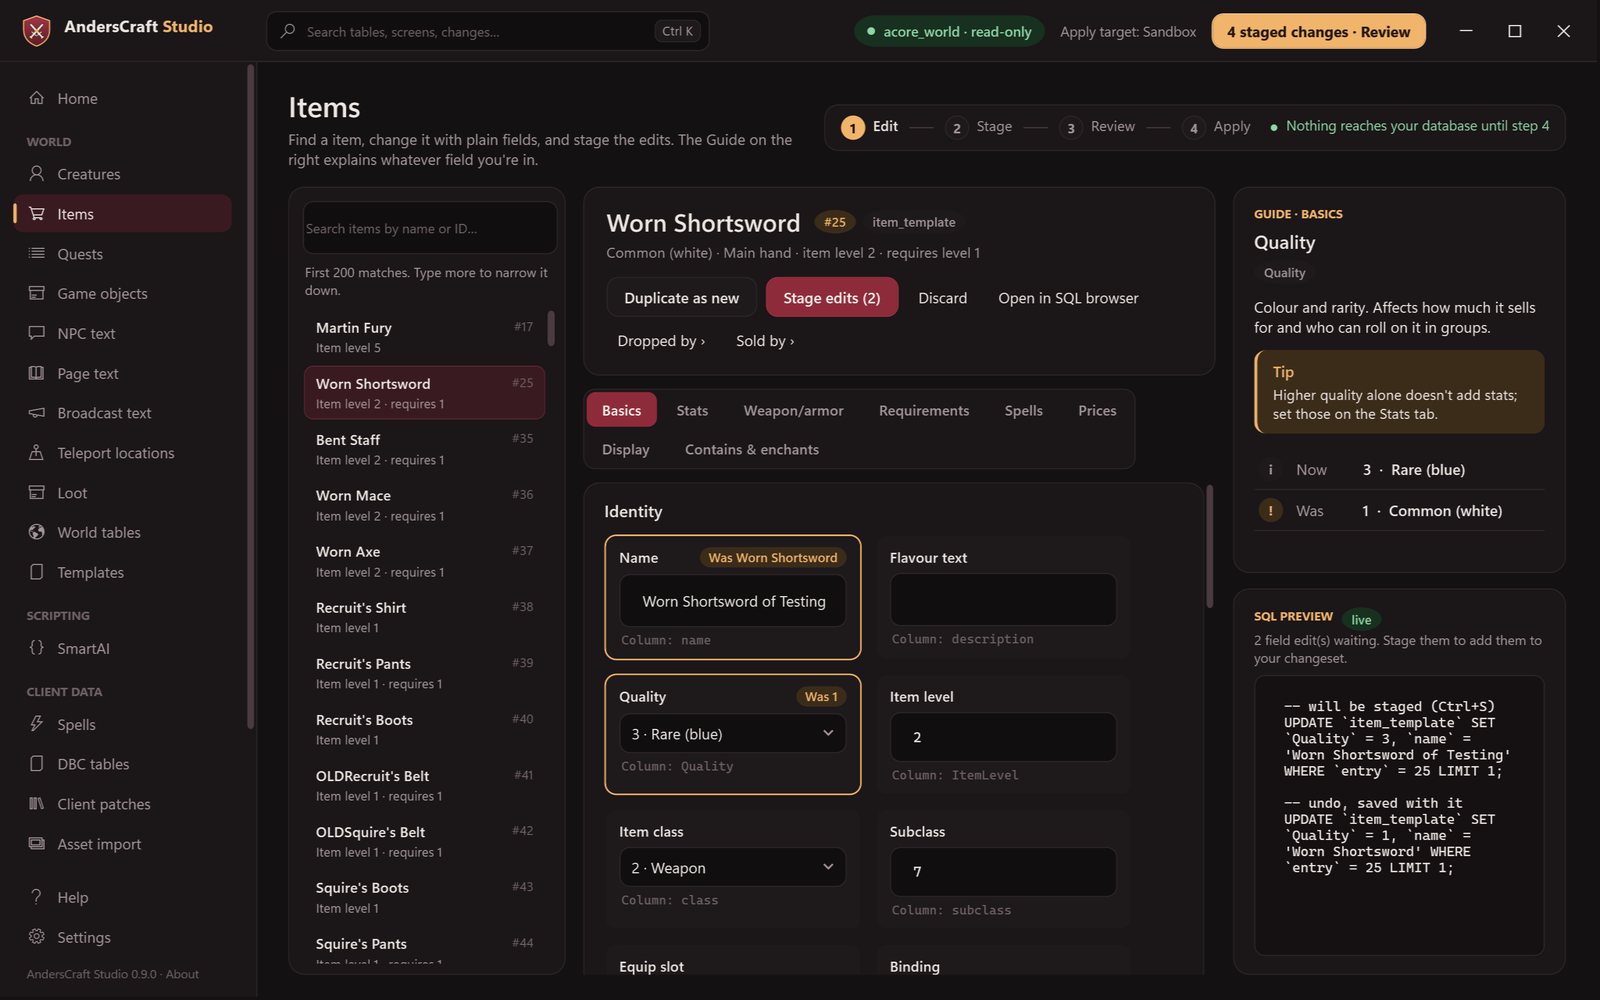 AndersCraft Studio
Search tables, screens, changes...
Ctrl K
acore_world · read-only
Apply target: Sandbox
4 staged changes · Review
Home
WORLD
Creatures
Items
Quests
Game objects
NPC text
Page text
Broadcast text
Teleport locations
Loot
World tables
Templates
SCRIPTING
SmartAI
CLIENT DATA
Spells
DBC tables
Client patches
Asset import
Help
Settings
AndersCraft Studio 0.9.0 · About
Items
Find a item, change it with plain fields, and stage the edits. The Guide on the
right explains whatever field you're in.
1 Edit
2 Stage
3 Review
4 Apply
Nothing reaches your database until step 4
Search items by name or ID...
First 200 matches. Type more to narrow it
down.
Martin Fury #17
Item level 5
Worn Shortsword #25
Item level 2 · requires 1
Bent Staff #35
Item level 2 · requires 1
Worn Mace #36
Item level 2 · requires 1
Worn Axe #37
Item level 2 · requires 1
Recruit's Shirt #38
Item level 1
Recruit's Pants #39
Item level 1 · requires 1
Recruit's Boots #40
Item level 1
OLDRecruit's Belt #41
Item level 1 · requires 1
OLDSquire's Belt #42
Item level 1 · requires 1
Squire's Boots #43
Item level 1
Squire's Pants #44
Item level 1 · requires 1
Worn Shortsword #25 item_template
Common (white) · Main hand · item level 2 · requires level 1
Duplicate as new
Stage edits (2)
Discard
Open in SQL browser
Dropped by ›
Sold by ›
Basics
Stats
Weapon/armor
Requirements
Spells
Prices
Display
Contains & enchants
Identity
Name
Was Worn Shortsword
Worn Shortsword of Testing
Column: name
Flavour text
Column: description
Quality
Was 1
3 · Rare (blue)
Column: Quality
Item level
2
Column: ItemLevel
Item class
2 · Weapon
Column: class
Subclass
7
Column: subclass
Equip slot
Binding
GUIDE · BASICS
Quality
Quality
Colour and rarity. Affects how much it sells
for and who can roll on it in groups.
Tip
Higher quality alone doesn't add stats;
set those on the Stats tab.
i Now 3 · Rare (blue)
! Was 1 · Common (white)
SQL PREVIEW live
2 field edit(s) waiting. Stage them to add them to
your changeset.
-- will be staged (Ctrl+S)
UPDATE `item_template` SET
`Quality` = 3, `name` =
'Worn Shortsword of Testing'
WHERE `entry` = 25 LIMIT 1;
-- undo, saved with it
UPDATE `item_template` SET
`Quality` = 1, `name` =
'Worn Shortsword' WHERE
`entry` = 25 LIMIT 1;